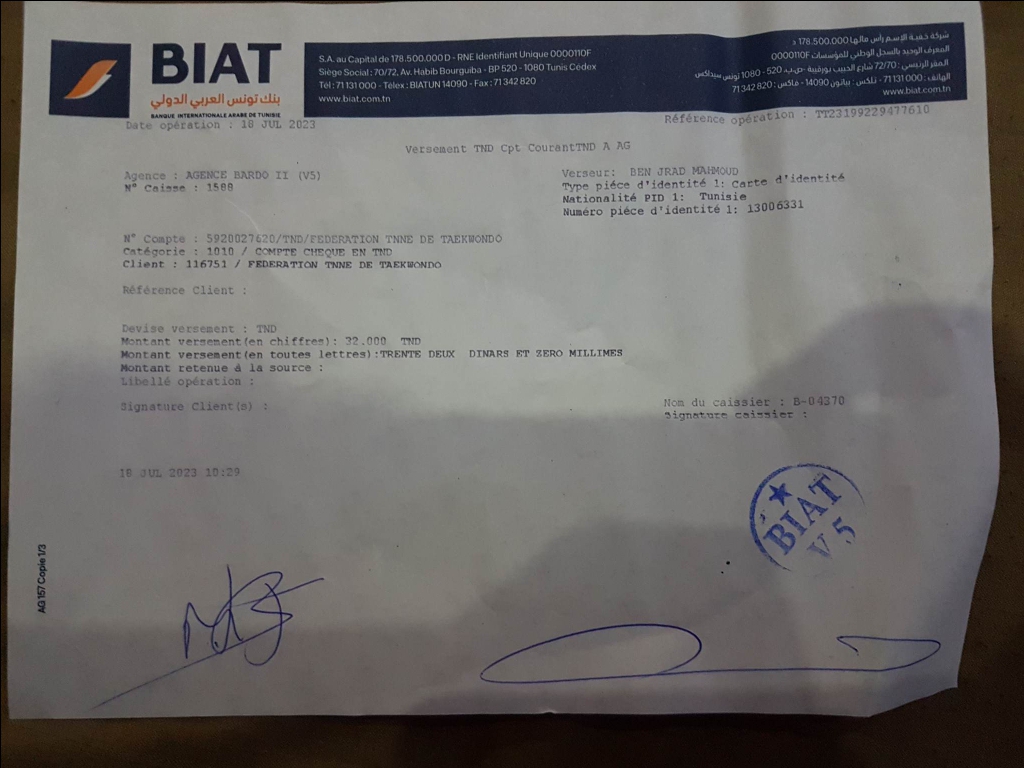 BIAT
بنك تونس العربي الدولي
BANQUE INTERNATIONALE ARABE DE TUNISIE
S.A. au Capital de 178.500.000 D - RNE Identifiant Unique 0000110F
Siège Social : 70/72, Av. Habib Bourguiba - BP 520 - 1080 Tunis Cédex
Tél : 71 131 000 - Télex : BIATUN 14090 - Fax : 71 342 820
www.biat.com.tn
شركة خفية الإسم رأس مالها 178.500.000 د
المعرف الوحيد بالسجل الوطني للمؤسسات 0000110F
المقر الرئيسي : 72/70 شارع الحبيب بورقيبة -ص.ب. 520 - 1080 تونس سيداكس
الهاتف : 71 131 000 - تلكس : بياتون 14090 - فاكس : 71 342 820
www.biat.com.tn
Date opération : 18 JUL 2023
Référence opération : TT23199229477610
Versement TND Cpt CourantTND A AG
Agence : AGENCE BARDO II (V5)
N° Caisse : 1588
Verseur: BEN JRAD MAHMOUD
Type piéce d'identité 1: Carte d'identité
Nationalité PID 1: Tunisie
Numéro piéce d'identité 1: 13006331
N° Compte : 5920027620/TND/FEDERATION TNNE DE TAEKWONDO
Catégorie : 1010 / COMPTE CHEQUE EN TND
Client : 116751 / FEDERATION TNNE DE TAEKWONDO
Référence Client :
Devise versement : TND
Montant versement(en chiffres): 32.000 TND
Montant versement(en toutes lettres):TRENTE DEUX DINARS ET ZERO MILLIMES
Montant retenue á la source :
Libellé opération :
Signature Client(s) :
Nom du caissier : B-04370
Signature caissier :
18 JUL 2023 10:29
BIAT
V5
AG 157 Copie 1/3